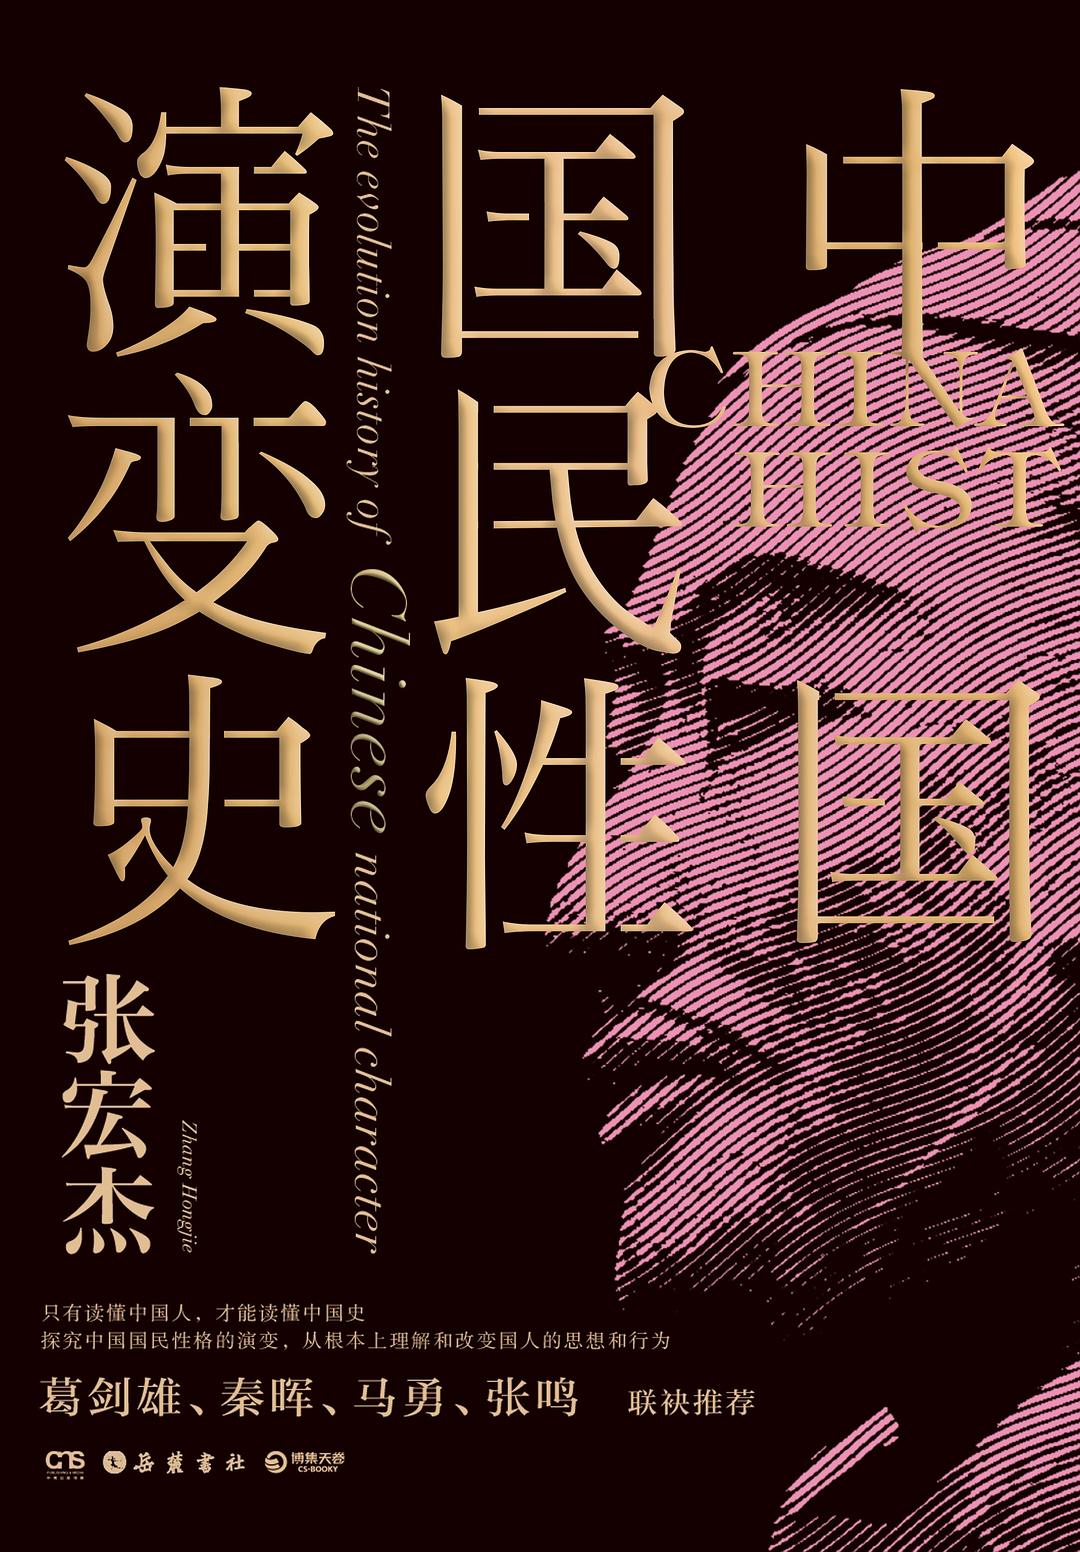 中国
国民性
演变史
The evolution history of Chinese national character
CHINA
HIST
张宏杰
Zhang Hongjie
只有读懂中国人，才能读懂中国史
探究中国国民性格的演变，从根本上理解和改变国人的思想和行为
葛剑雄、秦晖、马勇、张鸣 联袂推荐
岳麓书社
博集天卷
CS-BOOKY